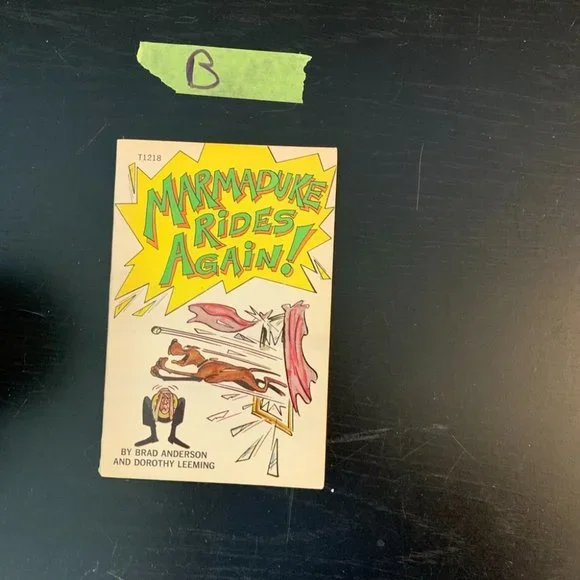 B
T1218
MARMADUKE
RIDES
AGAIN!
BY BRAD ANDERSON
AND DOROTHY LEEMING